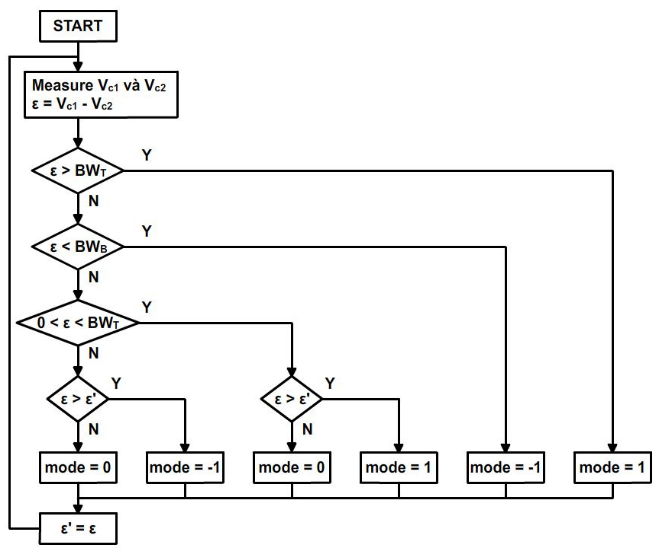 START
Measure Vc1 và Vc2
ε = Vc1 - Vc2
ε > BWT
Y
N
ε < BWB
Y
N
0 < ε < BWT
Y
N
ε > ε'
Y
N
ε > ε'
Y
N
mode = 0
mode = -1
mode = 0
mode = 1
mode = -1
mode = 1
ε' = ε